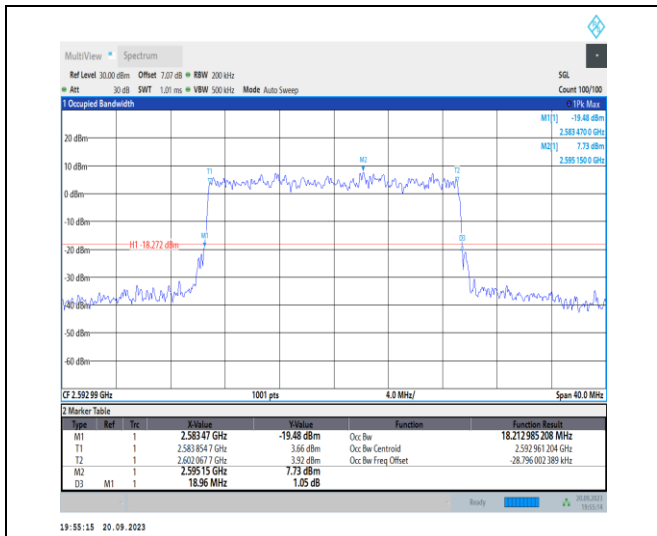 MultiView Spectrum
Ref Level 30.00 dBm Offset 7.07 dB RBW 200 kHz SGL
Att 30 dB SWT 1.01 ms VBW 500 kHz Mode Auto Sweep Count 100/100
1 Occupied Bandwidth 1Pk Max
M1[1] -19.48 dBm
2.583 470 0 GHz
M2[1] 7.73 dBm
2.595 150 0 GHz
20 dBm
10 dBm
M2
T1 T2
0 dBm
-10 dBm
M1 D3
H1 -18.272 dBm
-20 dBm
-30 dBm
-40 dBm
-50 dBm
-60 dBm
CF 2.592 99 GHz 1001 pts 4.0 MHz/ Span 40.0 MHz
2 Marker Table
Type Ref Trc X-Value Y-Value Function Function Result
M1 1 2.583 47 GHz -19.48 dBm Occ Bw 18.212 985 208 MHz
T1 1 2.583 854 7 GHz 3.66 dBm Occ Bw Centroid 2.592 961 204 GHz
T2 1 2.602 067 7 GHz 3.92 dBm Occ Bw Freq Offset -28.796 002 389 kHz
M2 1 2.595 15 GHz 7.73 dBm
D3 M1 1 18.96 MHz 1.05 dB
Ready 20.09.2023
19:55:14
19:55:15 20.09.2023